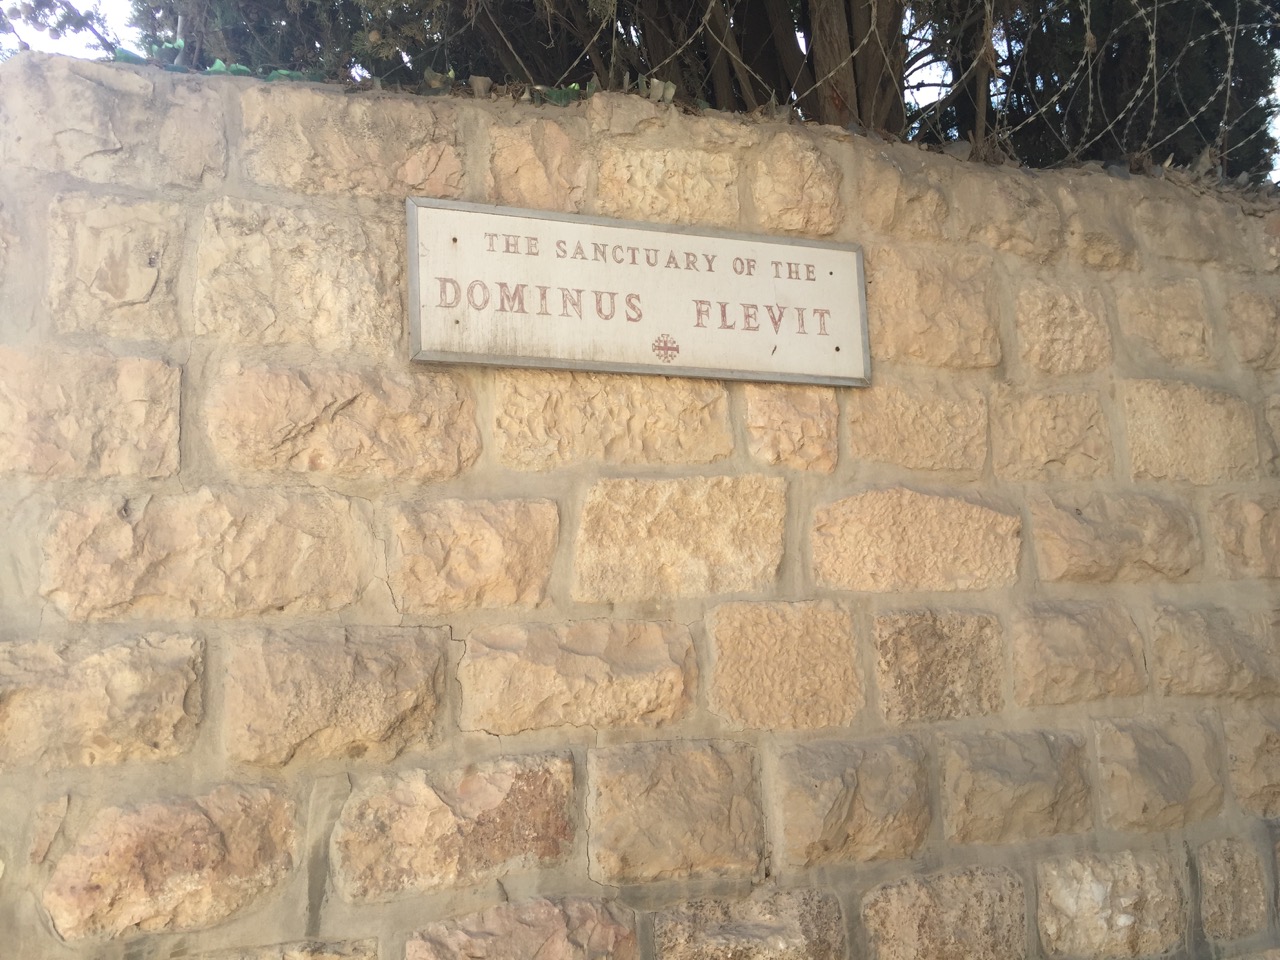 THE SANCTUARY OF THE
DOMINUS FLEVIT